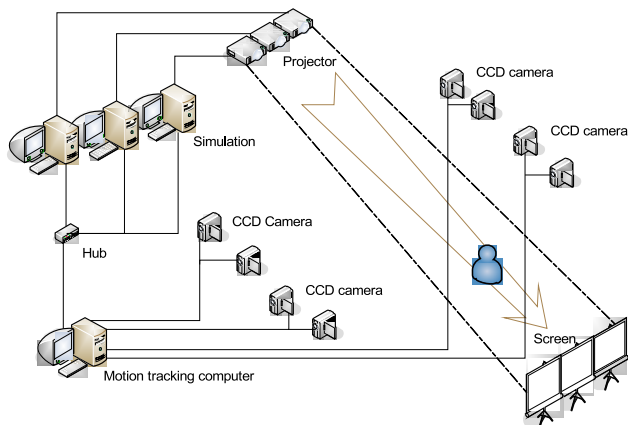 Projector
CCD camera
CCD camera
Simulation
CCD Camera
Hub
CCD camera
Screen
Motion tracking computer